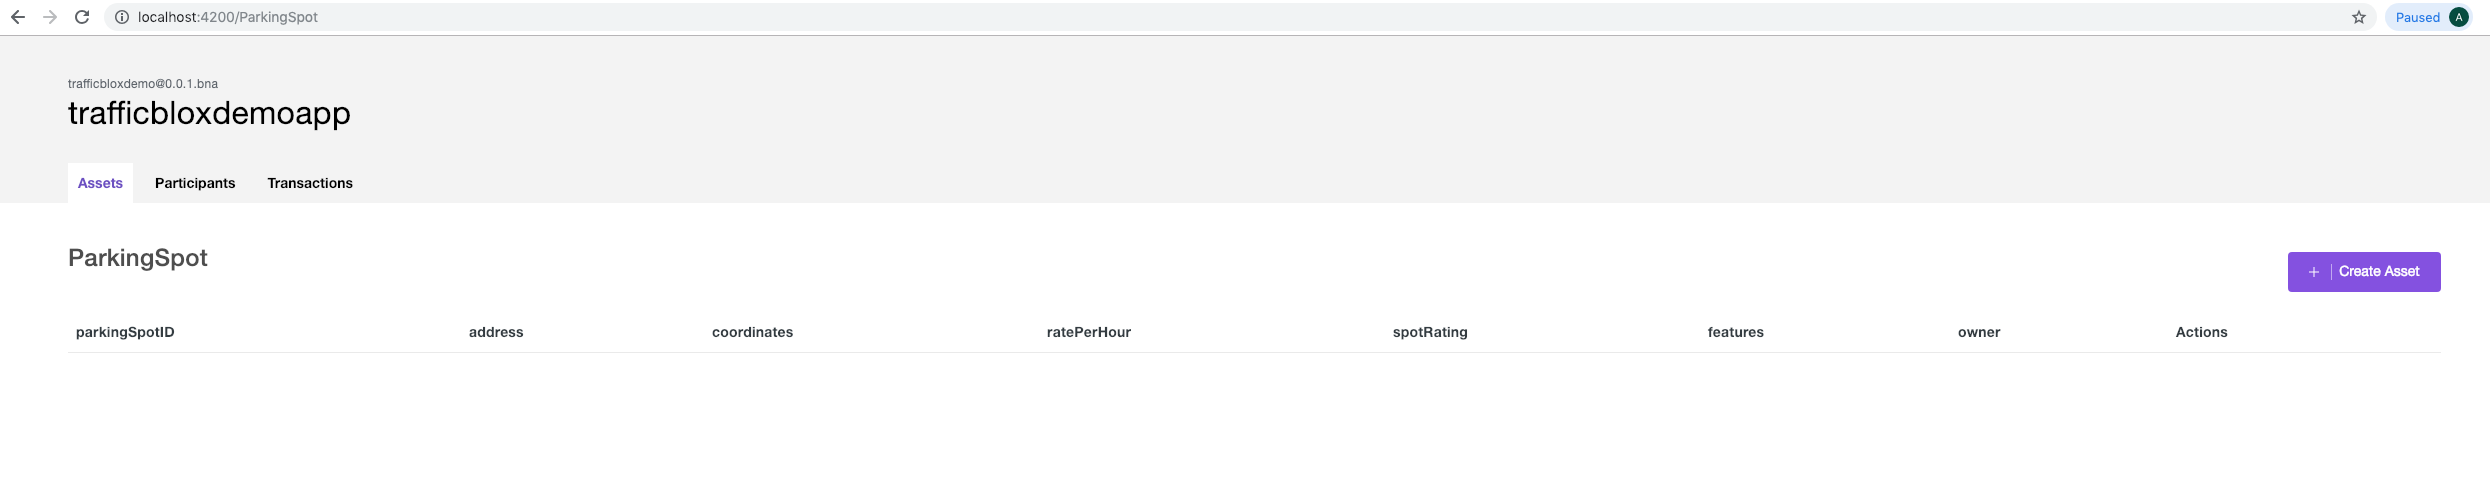 localhost:4200/ParkingSpot
Paused A
trafficbloxdemo@0.0.1.bna
trafficbloxdemoapp
Assets Participants Transactions
ParkingSpot
+ Create Asset
parkingSpotID address coordinates ratePerHour spotRating features owner Actions